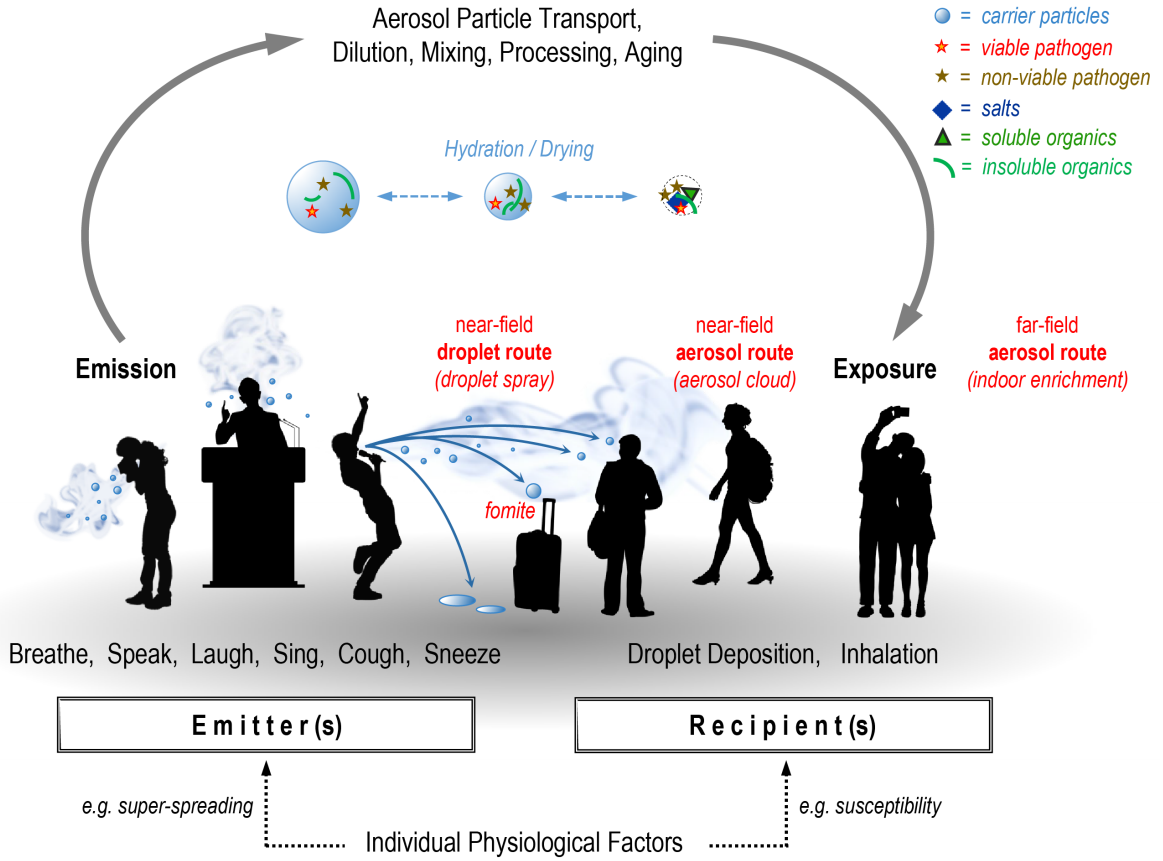 Aerosol Particle Transport,
Dilution, Mixing, Processing, Aging
= carrier particles
= viable pathogen
= non-viable pathogen
= salts
= soluble organics
= insoluble organics
Hydration / Drying
Emission
near-field
droplet route
(droplet spray)
near-field
aerosol route
(aerosol cloud)
Exposure
far-field
aerosol route
(indoor enrichment)
fomite
Breathe, Speak, Laugh, Sing, Cough, Sneeze
Droplet Deposition, Inhalation
Emitter(s)
Recipient(s)
e.g. super-spreading
e.g. susceptibility
Individual Physiological Factors